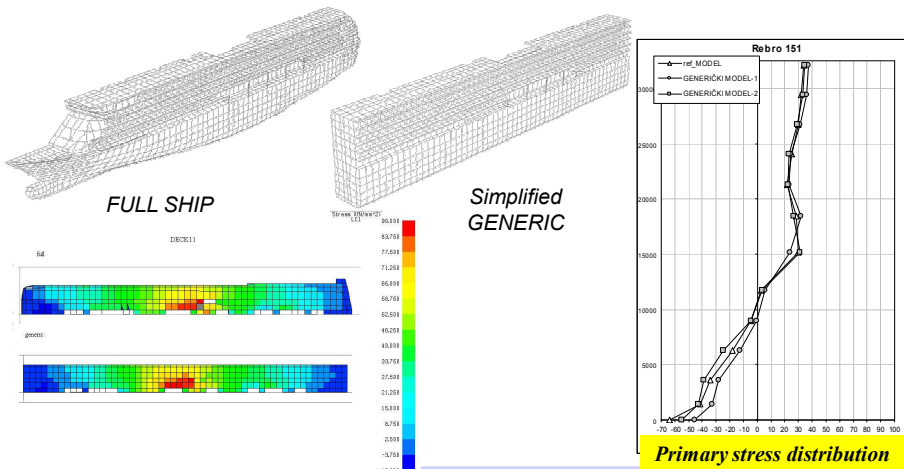 FULL SHIP
Simplified
GENERIC
Stress X(N/mm^2)
LC1
DECK11
full
generic
90.000
83.750
77.500
71.250
65.000
58.750
52.500
46.250
40.000
33.750
27.500
21.250
15.000
8.750
2.500
-3.750
Rebro 151
ref_MODEL
GENERIČKI MODEL-1
GENERIČKI MODEL-2
30000
25000
20000
15000
10000
5000
0
-70 -60 -50 -40 -30 -20 -10 0 10 20 30 40 50 60 70 80 90 100
Primary stress distribution